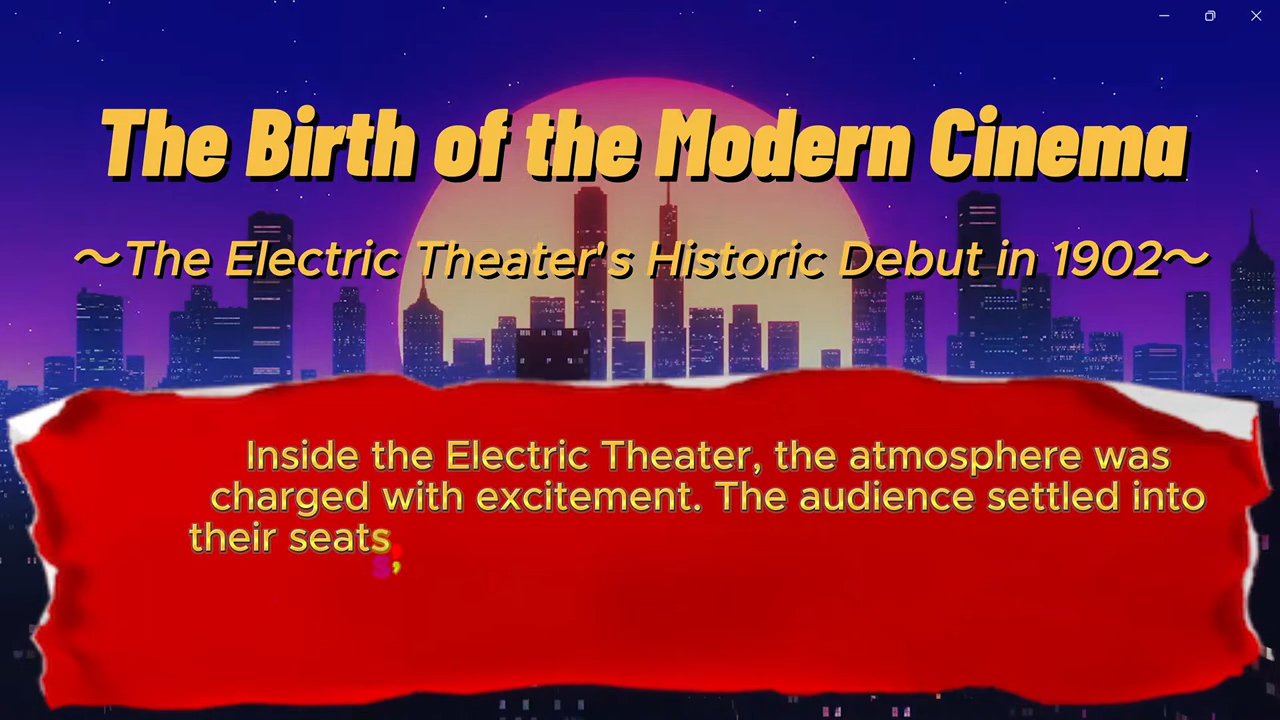 The Birth of the Modern Cinema
～The Electric Theater's Historic Debut in 1902～
Inside the Electric Theater, the atmosphere was
charged with excitement. The audience settled into
their seats,